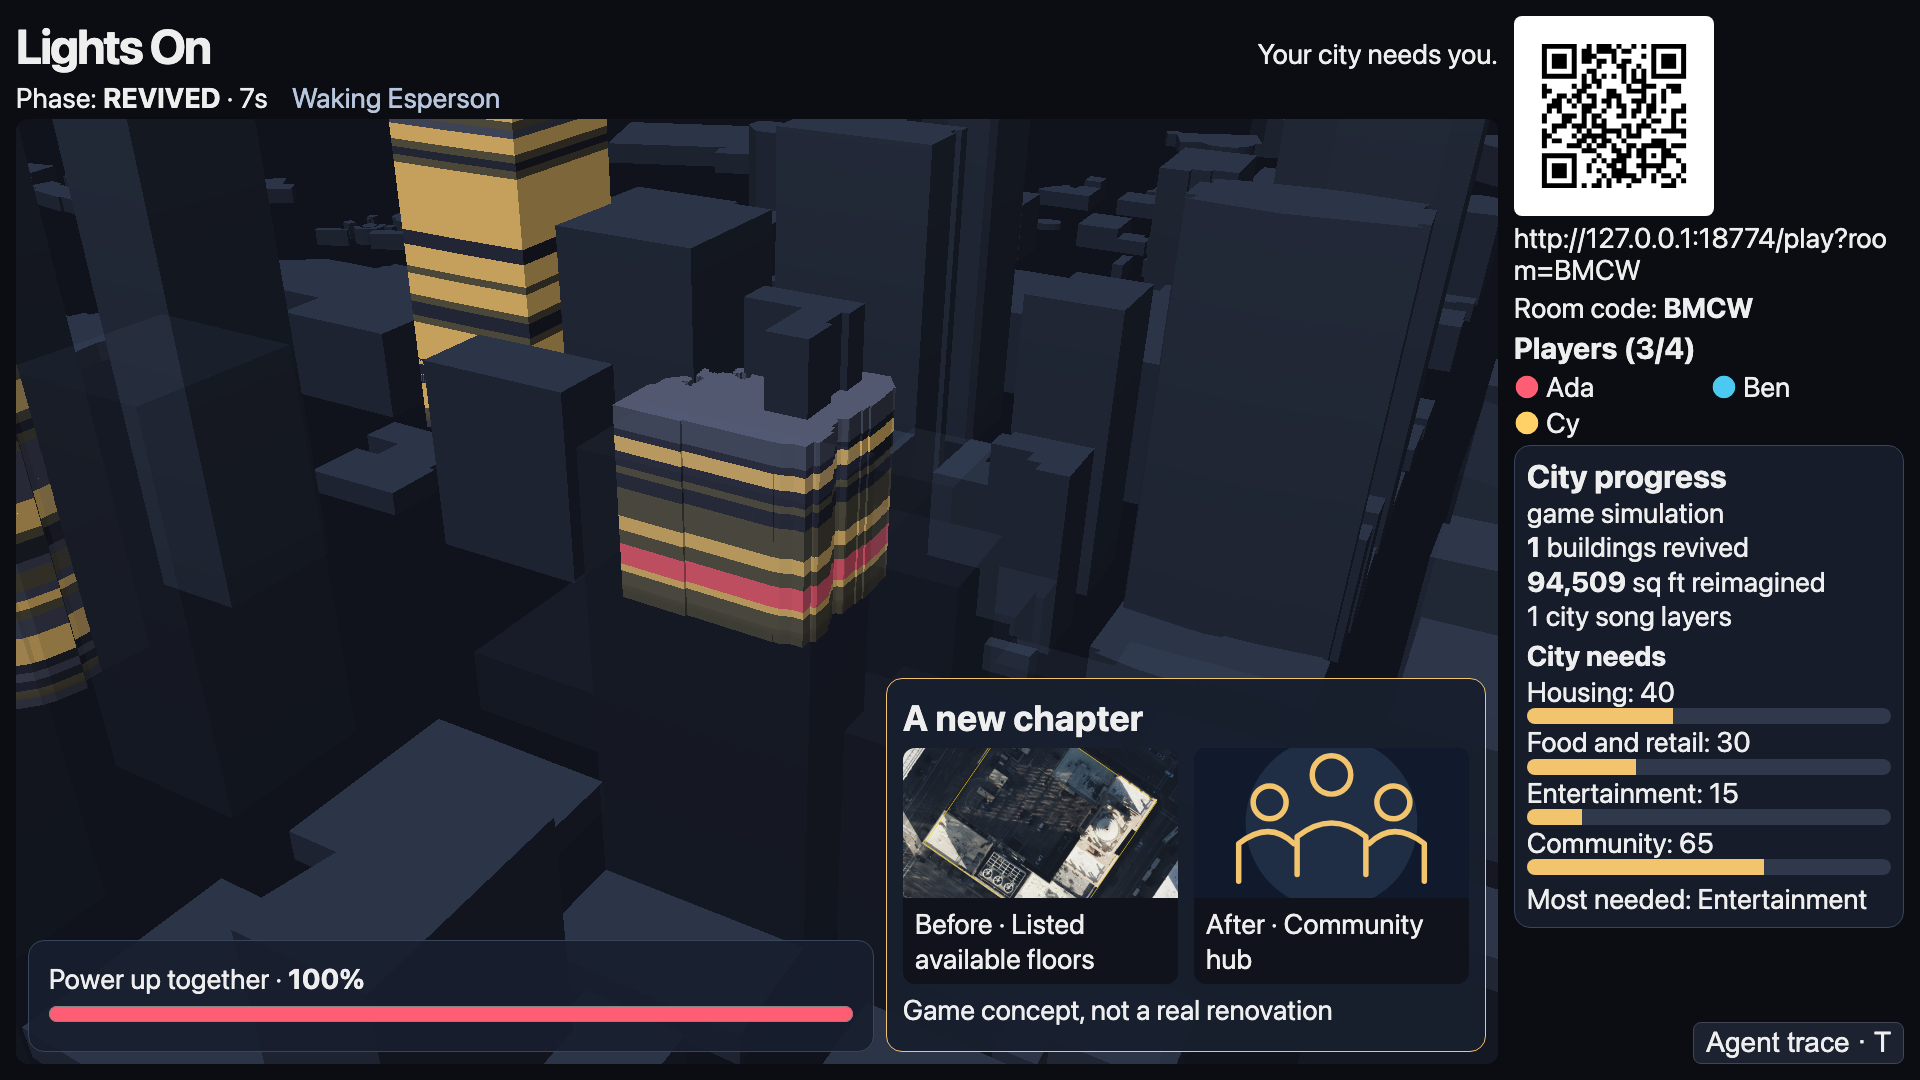 Lights On
Your city needs you.
Phase: REVIVED · 7s Waking Esperson
http://127.0.0.1:18774/play?roo
m=BMCW
Room code: BMCW
Players (3/4)
Ada
Ben
Cy
City progress
game simulation
1 buildings revived
94,509 sq ft reimagined
1 city song layers
City needs
Housing: 40
Food and retail: 30
Entertainment: 15
Community: 65
Most needed: Entertainment
Power up together · 100%
A new chapter
Before · Listed
available floors
After · Community
hub
Game concept, not a real renovation
Agent trace · T